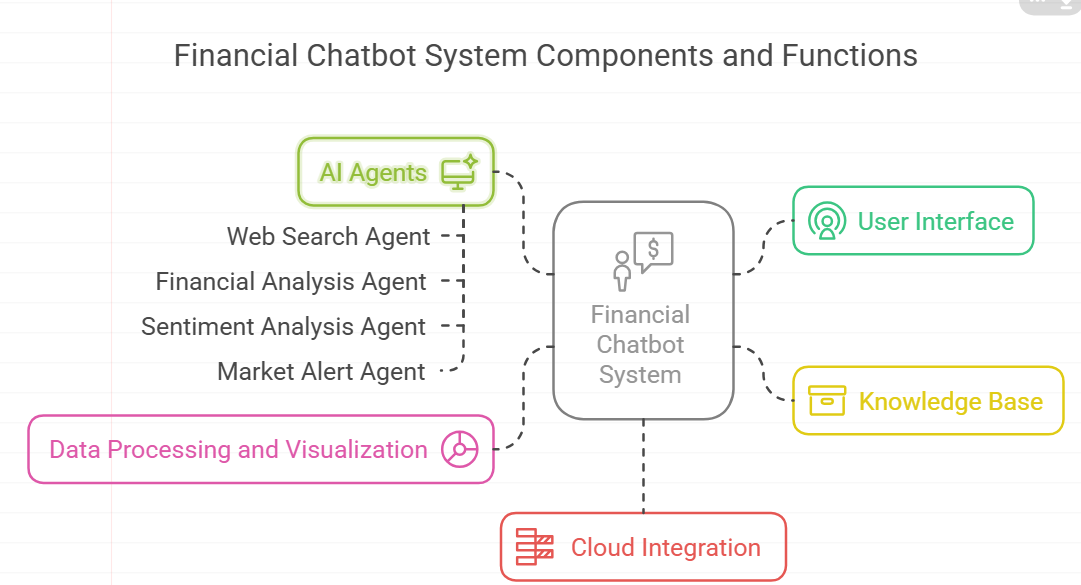 Financial Chatbot System Components and Functions
AI Agents
Web Search Agent
Financial Analysis Agent
Sentiment Analysis Agent
Market Alert Agent
Data Processing and Visualization
$
Financial
Chatbot
System
User Interface
Knowledge Base
Cloud Integration